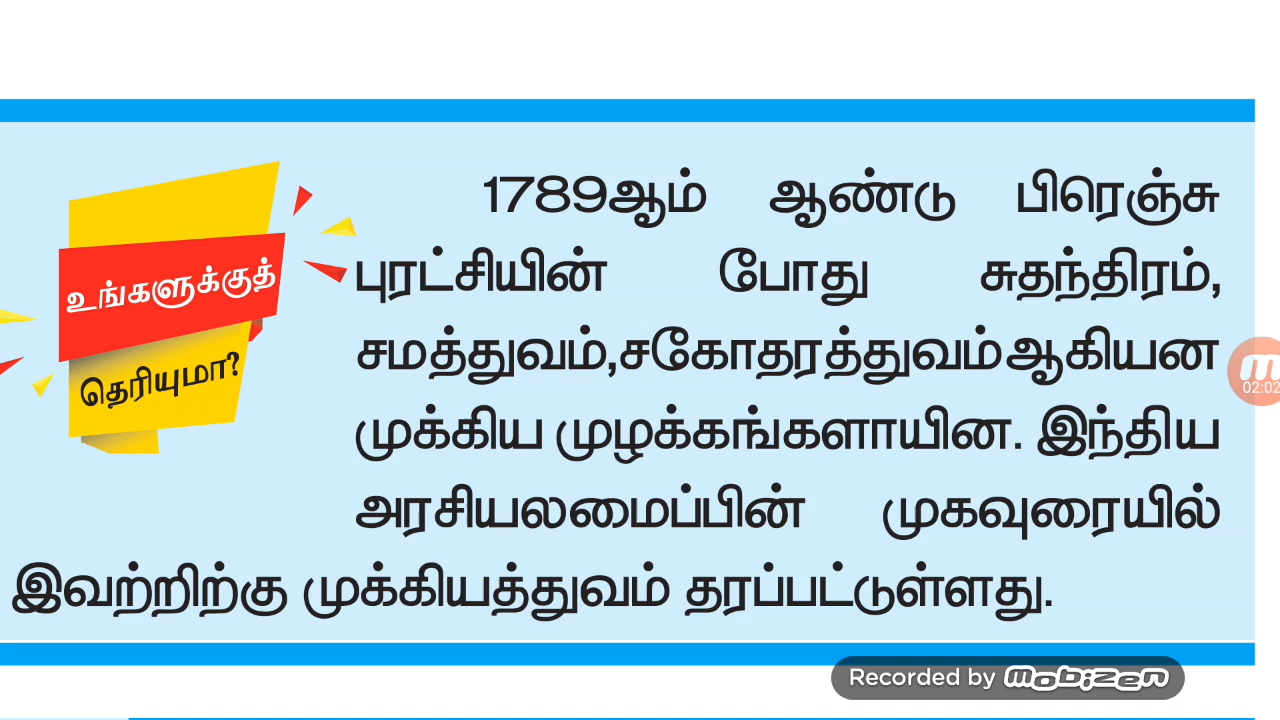 உங்களுக்குத்
தெரியுமா?
1789ஆம் ஆண்டு பிரெஞ்சு
புரட்சியின் போது சுதந்திரம்,
சமத்துவம்,சகோதரத்துவம்ஆகியன
முக்கிய முழக்கங்களாயின. இந்திய
அரசியலமைப்பின் முகவுரையில்
இவற்றிற்கு முக்கியத்துவம் தரப்பட்டுள்ளது.
02:02
Recorded by mobizen